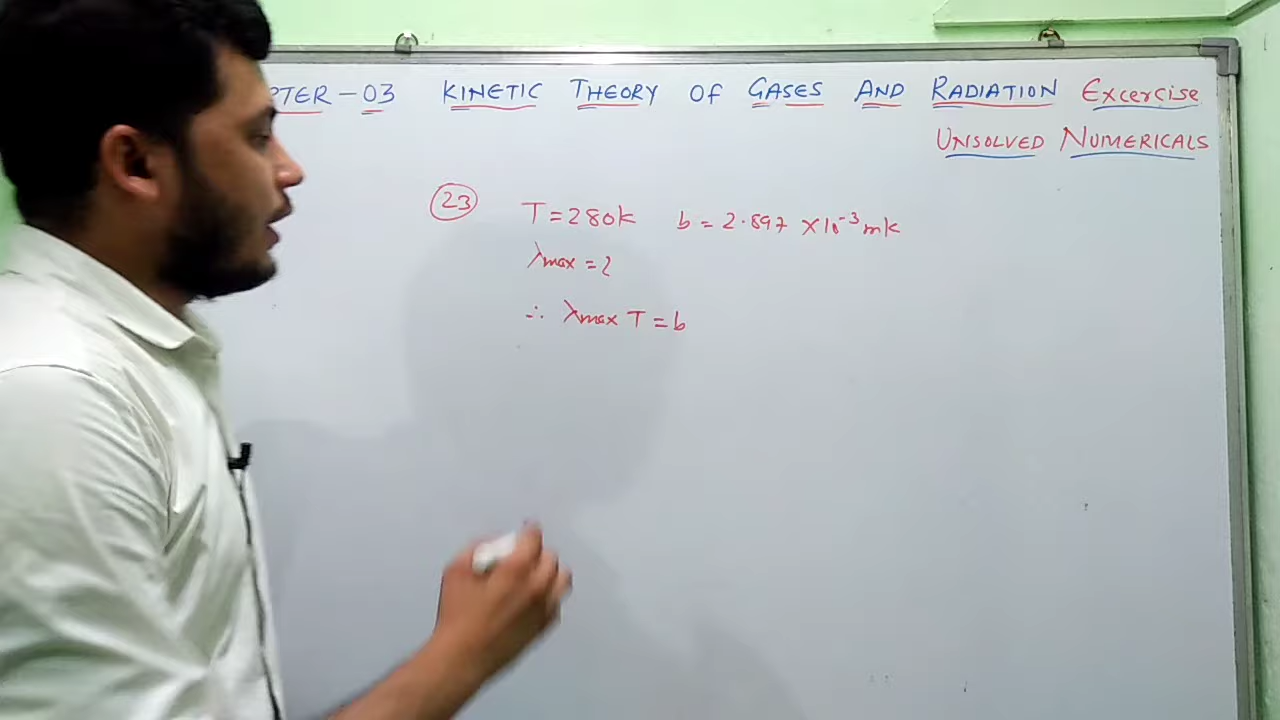 PTER - 03 KINETIC THEORY Of GASES AND RADIATION Excercise
UNSOLVED NUMERICALS
23 T = 280k b = 2.897 × 10⁻³ mk
λmax = ?
∴ λmax T = b